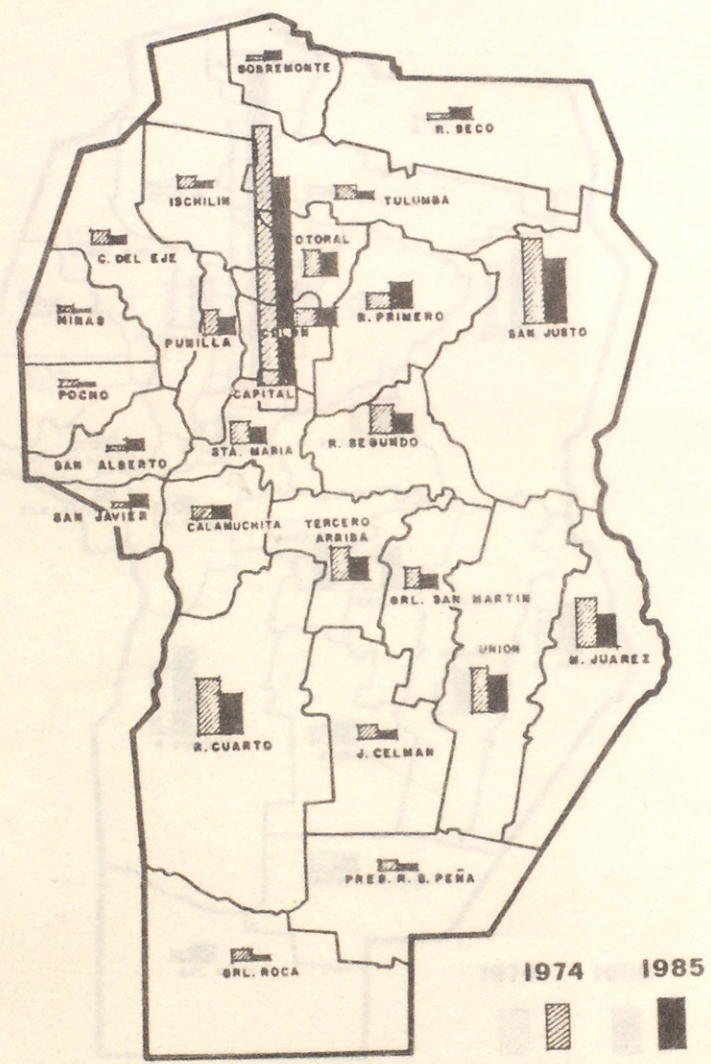 SOBREMONTE
R. SECO
ISCHILIN
TULUMBA
TOTORAL
C. DEL EJE
MINAS
PUNILLA
COLON
R. PRIMERO
SAN JUSTO
POCHO
CAPITAL
SAN ALBERTO
STA. MARIA
R. SEGUNDO
SAN JAVIER
CALAMUCHITA
TERCERO
ARRIBA
GRL. SAN MARTIN
UNION
M. JUAREZ
R. CUARTO
J. CELMAN
PRES. R. S. PEÑA
GRL. ROCA
1974 1985